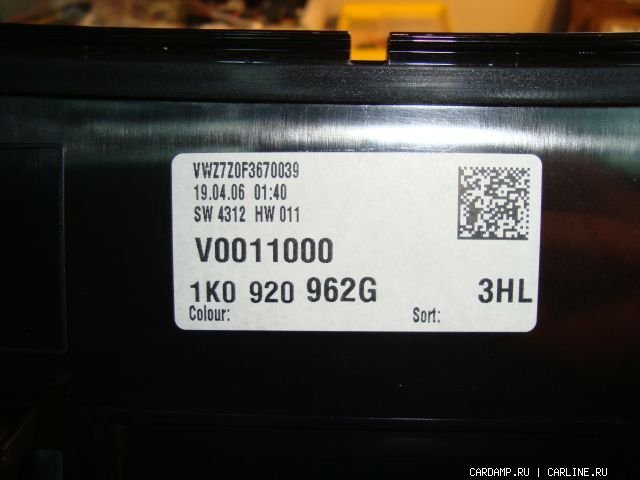 VWZ7Z0F3670039
19.04.06 01:40
SW 4312 HW 011
V0011000
1K0 920 962G 3HL
Colour: Sort:
CARDAMP.RU | CARLINE.RU